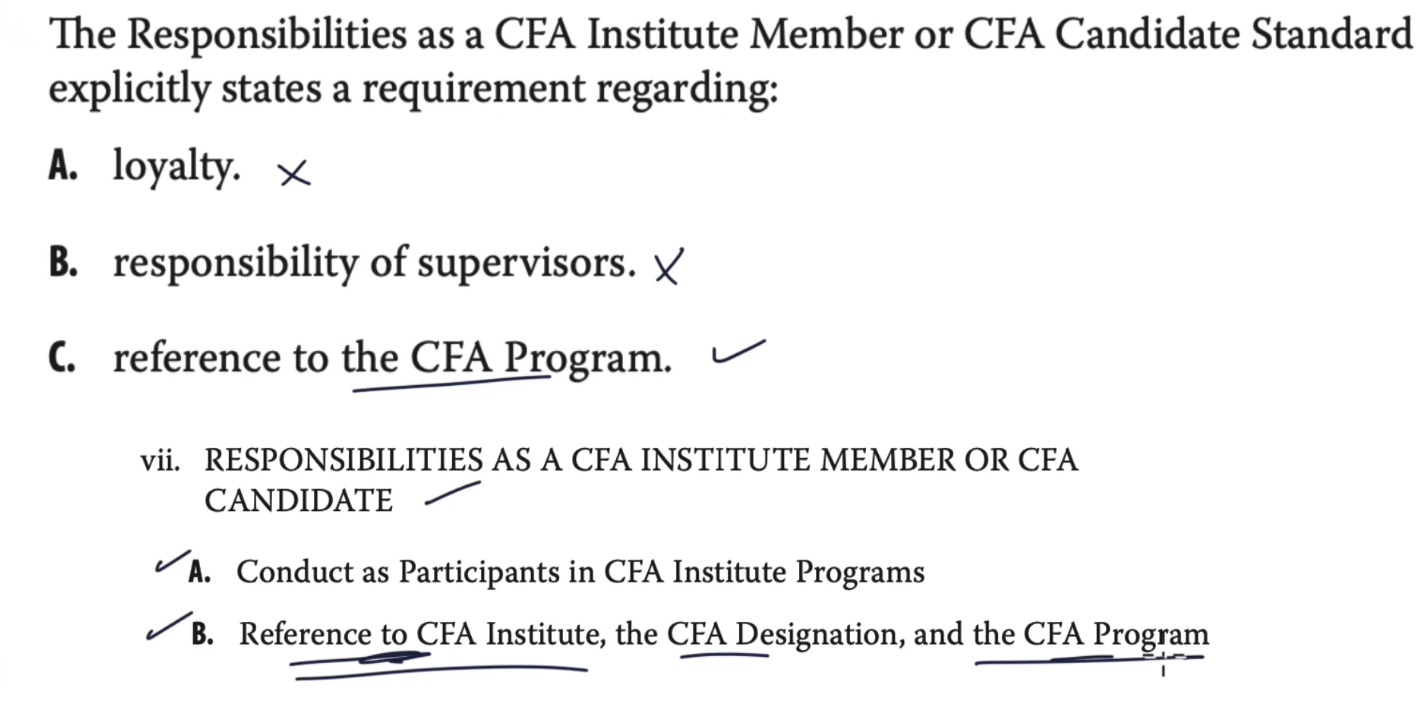 The Responsibilities as a CFA Institute Member or CFA Candidate Standard
explicitly states a requirement regarding:
A. loyalty.
B. responsibility of supervisors.
C. reference to the CFA Program.
vii. RESPONSIBILITIES AS A CFA INSTITUTE MEMBER OR CFA
CANDIDATE
A. Conduct as Participants in CFA Institute Programs
B. Reference to CFA Institute, the CFA Designation, and the CFA Program